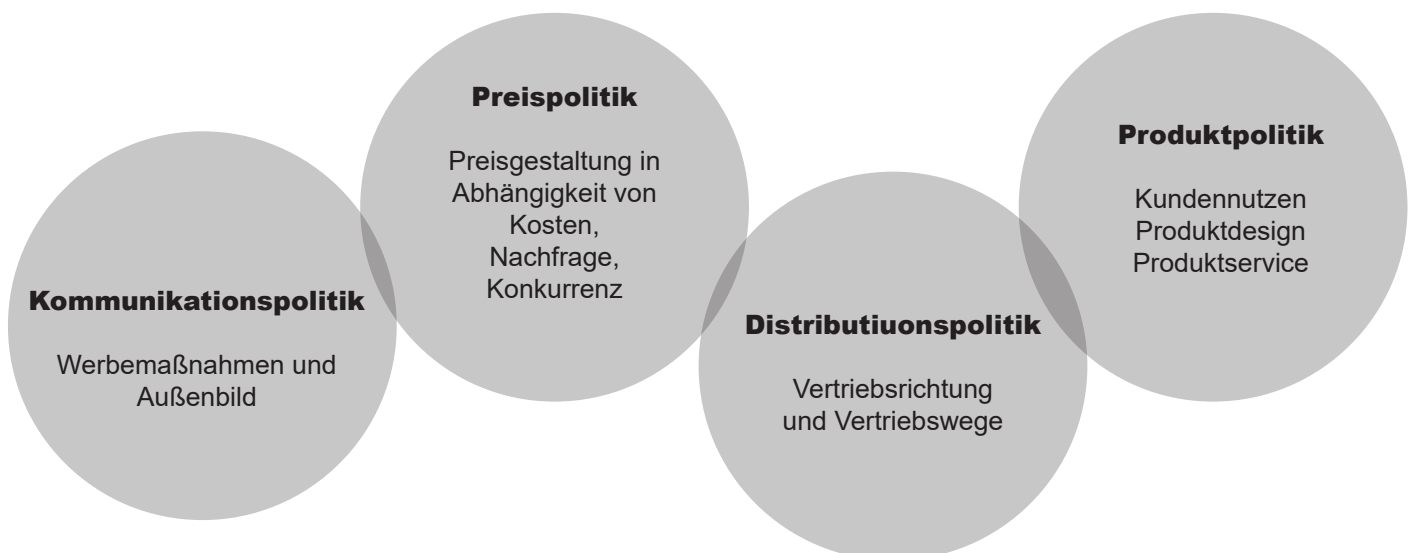 Kommunikationspolitik
Werbemaßnahmen und
Außenbild
Preispolitik
Preisgestaltung in
Abhängigkeit von
Kosten,
Nachfrage,
Konkurrenz
Distributiuonspolitik
Vertriebsrichtung
und Vertriebswege
Produktpolitik
Kundennutzen
Produktdesign
Produktservice